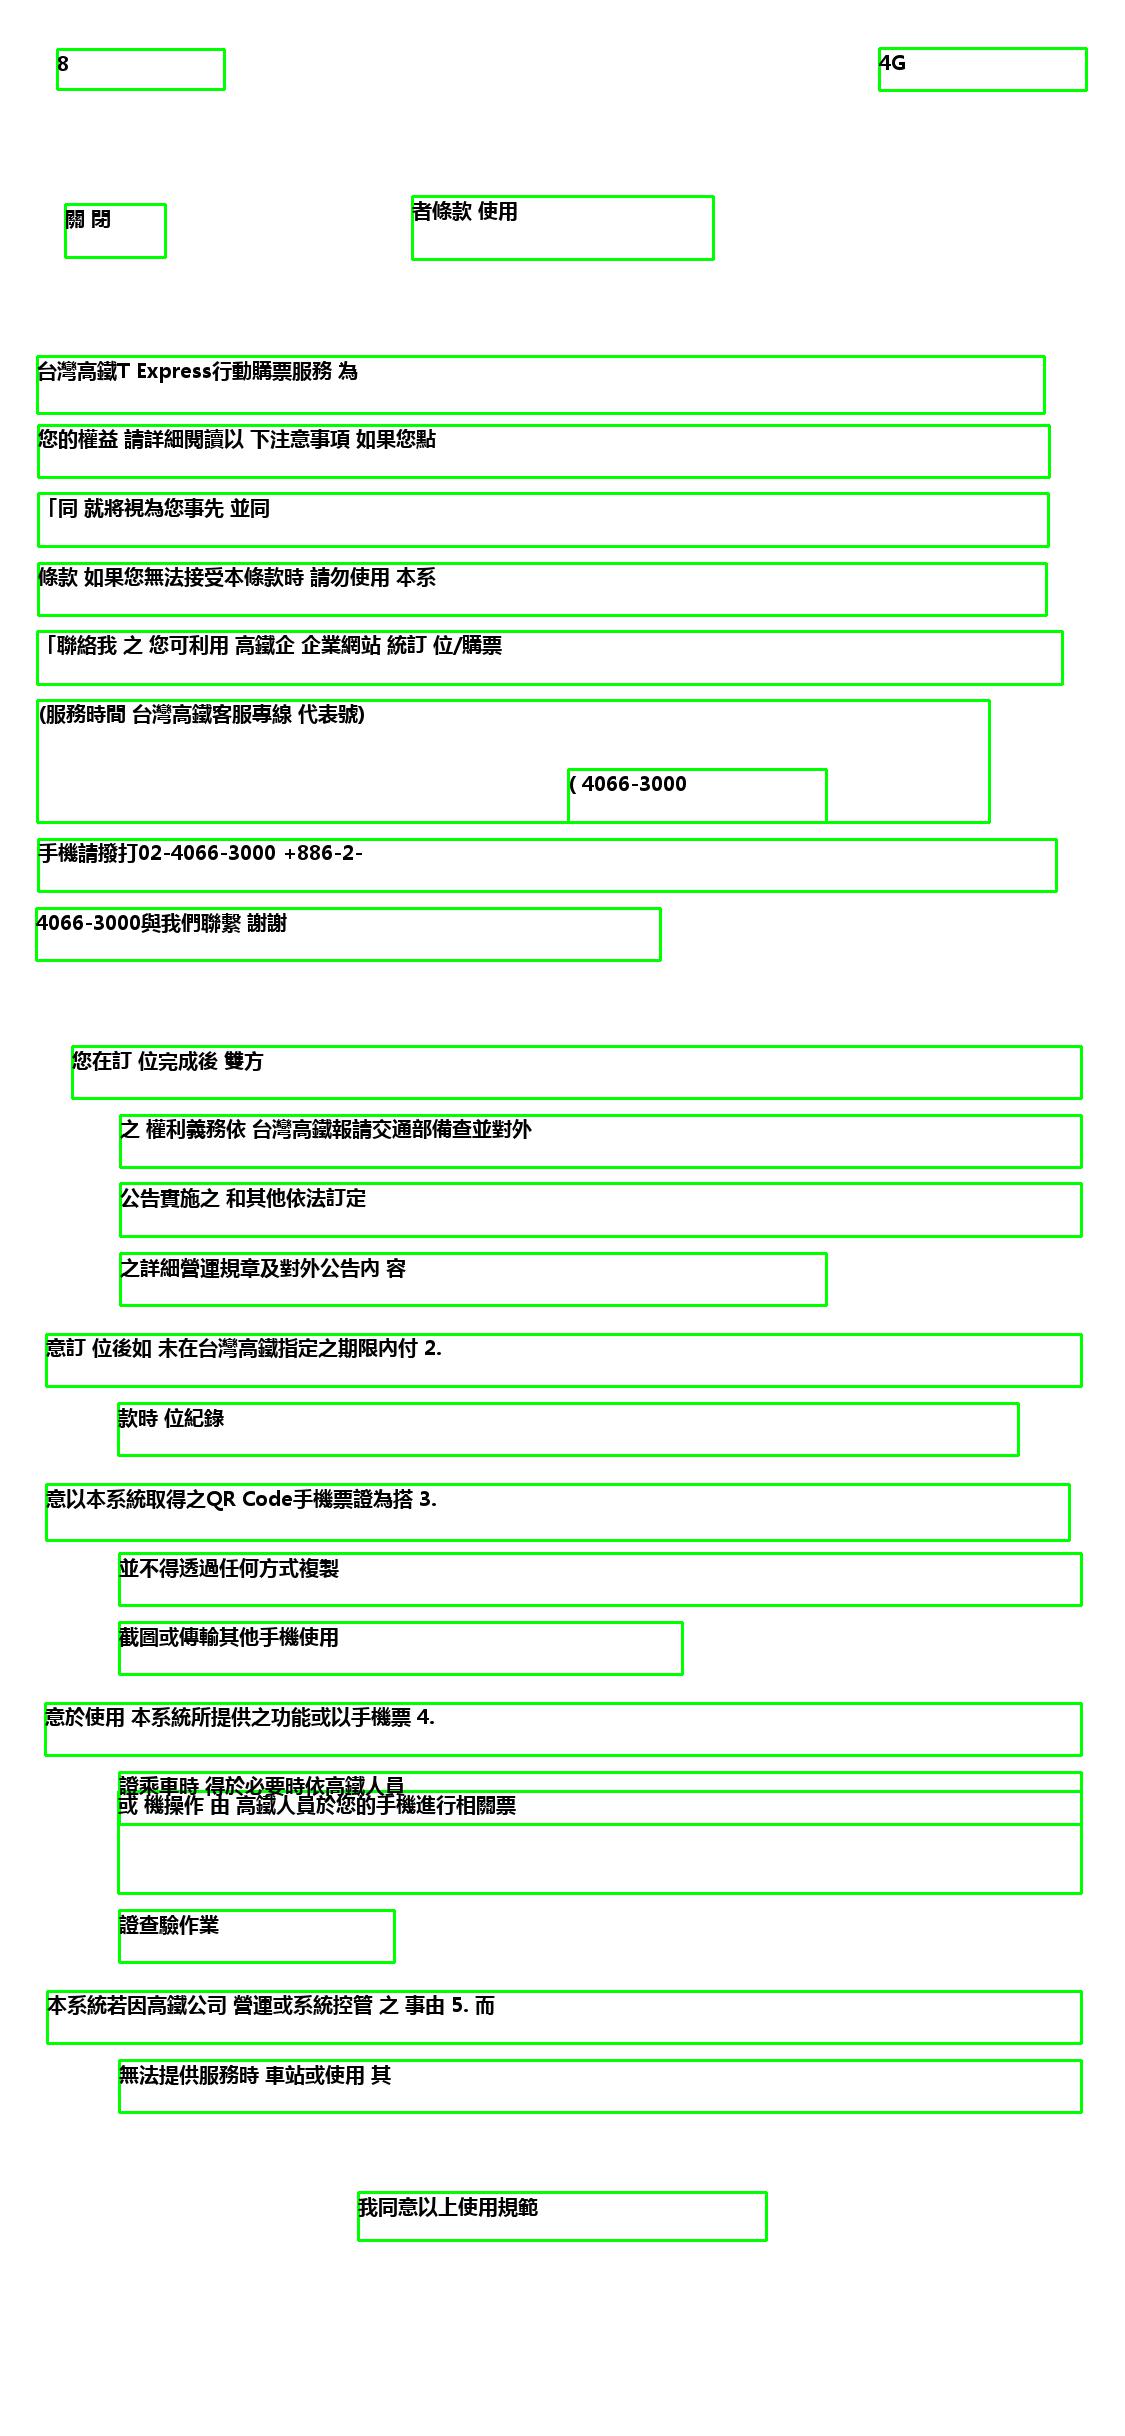 8 4G
關 閉 者條款 使用
台灣高鐵T Express行動購票服務 為
您的權益 請詳細閱讀以 下注意事項 如果您點
「同 就將視為您事先 並同
條款 如果您無法接受本條款時 請勿使用 本系
「聯絡我 之 您可利用 高鐵企 企業網站 統訂 位/購票
(服務時間 台灣高鐵客服專線 代表號)
( 4066-3000
手機請撥打02-4066-3000 +886-2-
4066-3000與我們聯繫 謝謝
您在訂 位完成後 雙方
之 權利義務依 台灣高鐵報請交通部備查並對外
公告實施之 和其他依法訂定
之詳細營運規章及對外公告內 容
意訂 位後如 未在台灣高鐵指定之期限內付 2.
款時 位紀錄
意以本系統取得之QR Code手機票證為搭 3.
並不得透過任何方式複製
截圖或傳輸其他手機使用
意於使用 本系統所提供之功能或以手機票 4.
證乘車時 得於必要時依高鐵人員
或 機操作 由 高鐵人員於您的手機進行相關票
證查驗作業
本系統若因高鐵公司 營運或系統控管 之 事由 5. 而
無法提供服務時 車站或使用 其
我同意以上使用規範